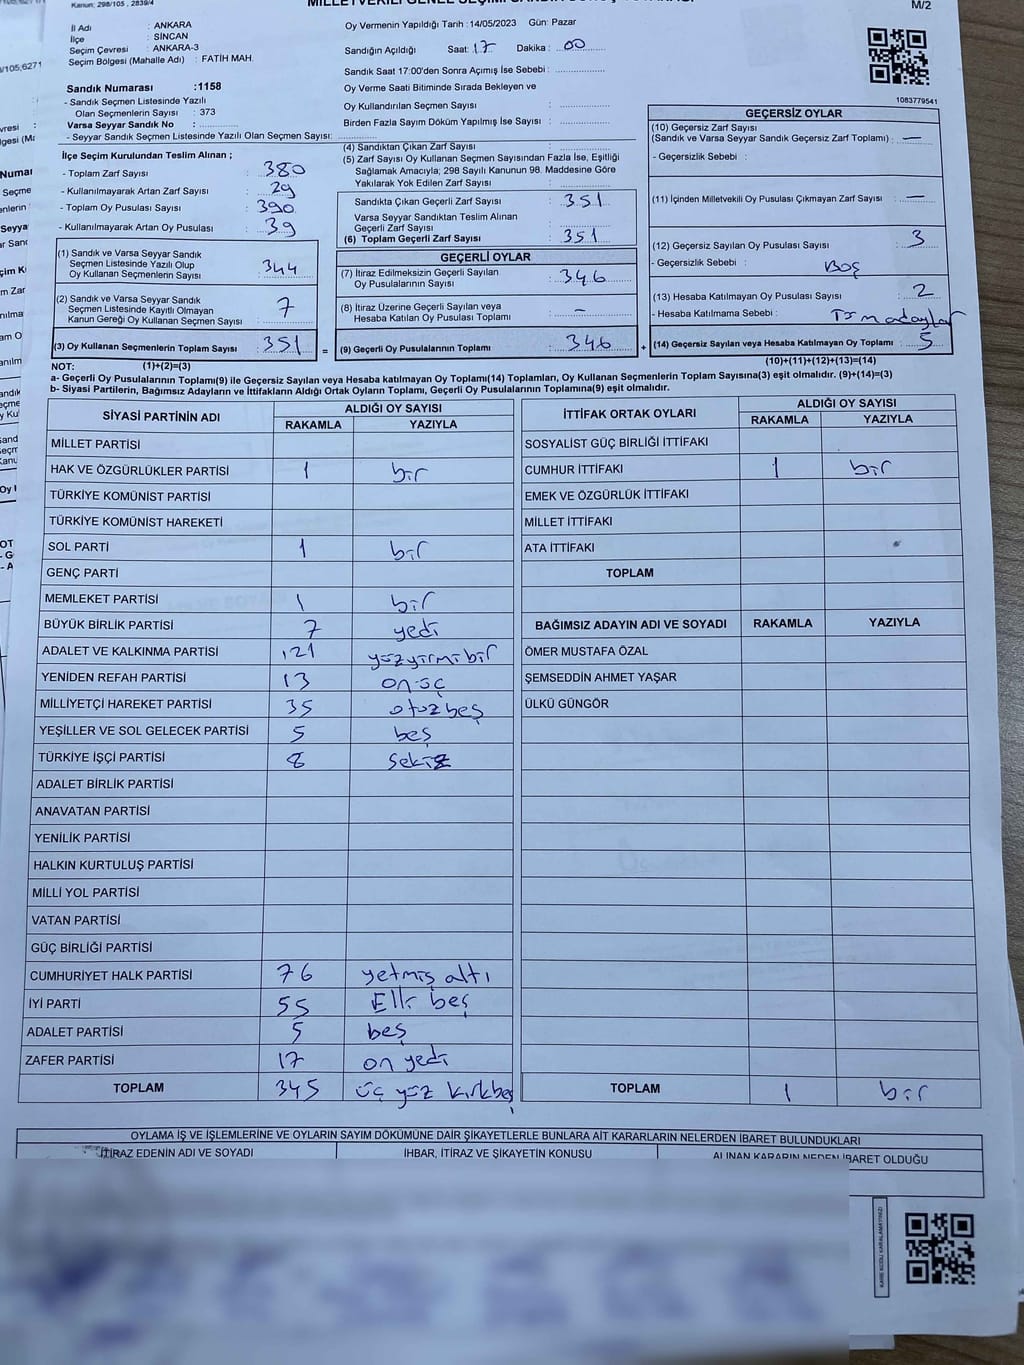 Kanun: 298/105, 2839/4
M/2
İl Adı : ANKARA
İlçe : SİNCAN
Seçim Çevresi : ANKARA-3
Seçim Bölgesi (Mahalle Adı) : FATİH MAH.
Oy Vermenin Yapıldığı Tarih : 14/05/2023 Gün: Pazar
Sandığın Açıldığı Saat: 17 Dakika : 00
Sandık Saat 17:00'den Sonra Açımış İse Sebebi :
Oy Verme Saati Bitiminde Sırada Bekleyen ve
Oy Kullandırılan Seçmen Sayısı :
Birden Fazla Sayım Döküm Yapılmış İse Sayısı :
Sandık Numarası :1158
- Sandık Seçmen Listesinde Yazılı
Olan Seçmenlerin Sayısı : 373
Varsa Seyyar Sandık No :
- Seyyar Sandık Seçmen Listesinde Yazılı Olan Seçmen Sayısı:
1083779541
İlçe Seçim Kurulundan Teslim Alınan ;
- Toplam Zarf Sayısı : 380
- Kullanılmayarak Artan Zarf Sayısı : 29
- Toplam Oy Pusulası Sayısı : 390
- Kullanılmayarak Artan Oy Pusulası : 39
(1) Sandık ve Varsa Seyyar Sandık
Seçmen Listesinde Yazılı Olup
Oy Kullanan Seçmenlerin Sayısı : 344
(2) Sandık ve Varsa Seyyar Sandık
Seçmen Listesinde Kayıtlı Olmayan
Kanun Gereği Oy Kullanan Seçmen Sayısı : 7
(3) Oy Kullanan Seçmenlerin Toplam Sayısı : 351
(4) Sandıktan Çıkan Zarf Sayısı :
(5) Zarf Sayısı Oy Kullanan Seçmen Sayısından Fazla İse, Eşitliği
Sağlamak Amacıyla; 298 Sayılı Kanunun 98. Maddesine Göre
Yakılarak Yok Edilen Zarf Sayısı :
Sandıkta Çıkan Geçerli Zarf Sayısı : 351
Varsa Seyyar Sandıktan Teslim Alınan
Geçerli Zarf Sayısı :
(6) Toplam Geçerli Zarf Sayısı : 351
GEÇERLİ OYLAR
(7) İtiraz Edilmeksizin Geçerli Sayılan
Oy Pusulalarının Sayısı : 346
(8) İtiraz Üzerine Geçerli Sayılan veya
Hesaba Katılan Oy Pusulası Toplamı : -
= (9) Geçerli Oy Pusulalarının Toplamı : 346
GEÇERSİZ OYLAR
(10) Geçersiz Zarf Sayısı
(Sandık ve Varsa Seyyar Sandık Geçersiz Zarf Toplamı) : -
- Geçersizlik Sebebi :
(11) İçinden Milletvekili Oy Pusulası Çıkmayan Zarf Sayısı : -
(12) Geçersiz Sayılan Oy Pusulası Sayısı : 3
- Geçersizlik Sebebi : Boş
(13) Hesaba Katılmayan Oy Pusulası Sayısı : 2
- Hesaba Katılmama Sebebi :
+ (14) Geçersiz Sayılan veya Hesaba Katılmayan Oy Toplamı : 5
NOT: (1)+(2)=(3) (10)+(11)+(12)+(13)=(14)
a- Geçerli Oy Pusulalarının Toplamı(9) ile Geçersiz Sayılan veya Hesaba katılmayan Oy Toplamı(14) Toplamları, Oy Kullanan Seçmenlerin Toplam Sayısına(3) eşit olmalıdır. (9)+(14)=(3)
b- Siyasi Partilerin, Bağımsız Adayların ve İttifakların Aldığı Ortak Oyların Toplamı, Geçerli Oy Pusulalarının Toplamına(9) eşit olmalıdır.
SİYASİ PARTİNİN ADI ALDIĞI OY SAYISI
RAKAMLA YAZIYLA
MİLLET PARTİSİ
HAK VE ÖZGÜRLÜKLER PARTİSİ 1 bir
TÜRKİYE KOMÜNİST PARTİSİ
TÜRKİYE KOMÜNİST HAREKETİ
SOL PARTİ 1 bir
GENÇ PARTİ
MEMLEKET PARTİSİ 1 bir
BÜYÜK BİRLİK PARTİSİ 7 yedi
ADALET VE KALKINMA PARTİSİ 121 yüzyirmibir
YENİDEN REFAH PARTİSİ 13 onüç
MİLLİYETÇİ HAREKET PARTİSİ 35 otuzbeş
YEŞİLLER VE SOL GELECEK PARTİSİ 5 beş
TÜRKİYE İŞÇİ PARTİSİ 8 sekiz
ADALET BİRLİK PARTİSİ
ANAVATAN PARTİSİ
YENİLİK PARTİSİ
HALKIN KURTULUŞ PARTİSİ
MİLLİ YOL PARTİSİ
VATAN PARTİSİ
GÜÇ BİRLİĞİ PARTİSİ
CUMHURİYET HALK PARTİSİ 76 yetmiş altı
İYİ PARTİ 55 Elli beş
ADALET PARTİSİ 5 beş
ZAFER PARTİSİ 17 on yedi
TOPLAM 345 üç yüz kırkbeş
İTTİFAK ORTAK OYLARI ALDIĞI OY SAYISI
RAKAMLA YAZIYLA
SOSYALİST GÜÇ BİRLİĞİ İTTİFAKI
CUMHUR İTTİFAKI 1 bir
EMEK VE ÖZGÜRLÜK İTTİFAKI
MİLLET İTTİFAKI
ATA İTTİFAKI
TOPLAM
BAĞIMSIZ ADAYIN ADI VE SOYADI RAKAMLA YAZIYLA
ÖMER MUSTAFA ÖZAL
ŞEMSEDDİN AHMET YAŞAR
ÜLKÜ GÜNGÖR
TOPLAM 1 bir
OYLAMA İŞ VE İŞLEMLERİNE VE OYLARIN SAYIM DÖKÜMÜNE DAİR ŞİKAYETLERLE BUNLARA AİT KARARLARIN NELERDEN İBARET BULUNDUKLARI
İTİRAZ EDENİN ADI VE SOYADI İHBAR, İTİRAZ VE ŞİKAYETİN KONUSU ALINAN KARARIN NEDEN İBARET OLDUĞU
KARE KODU KARALAMAYINIZ!